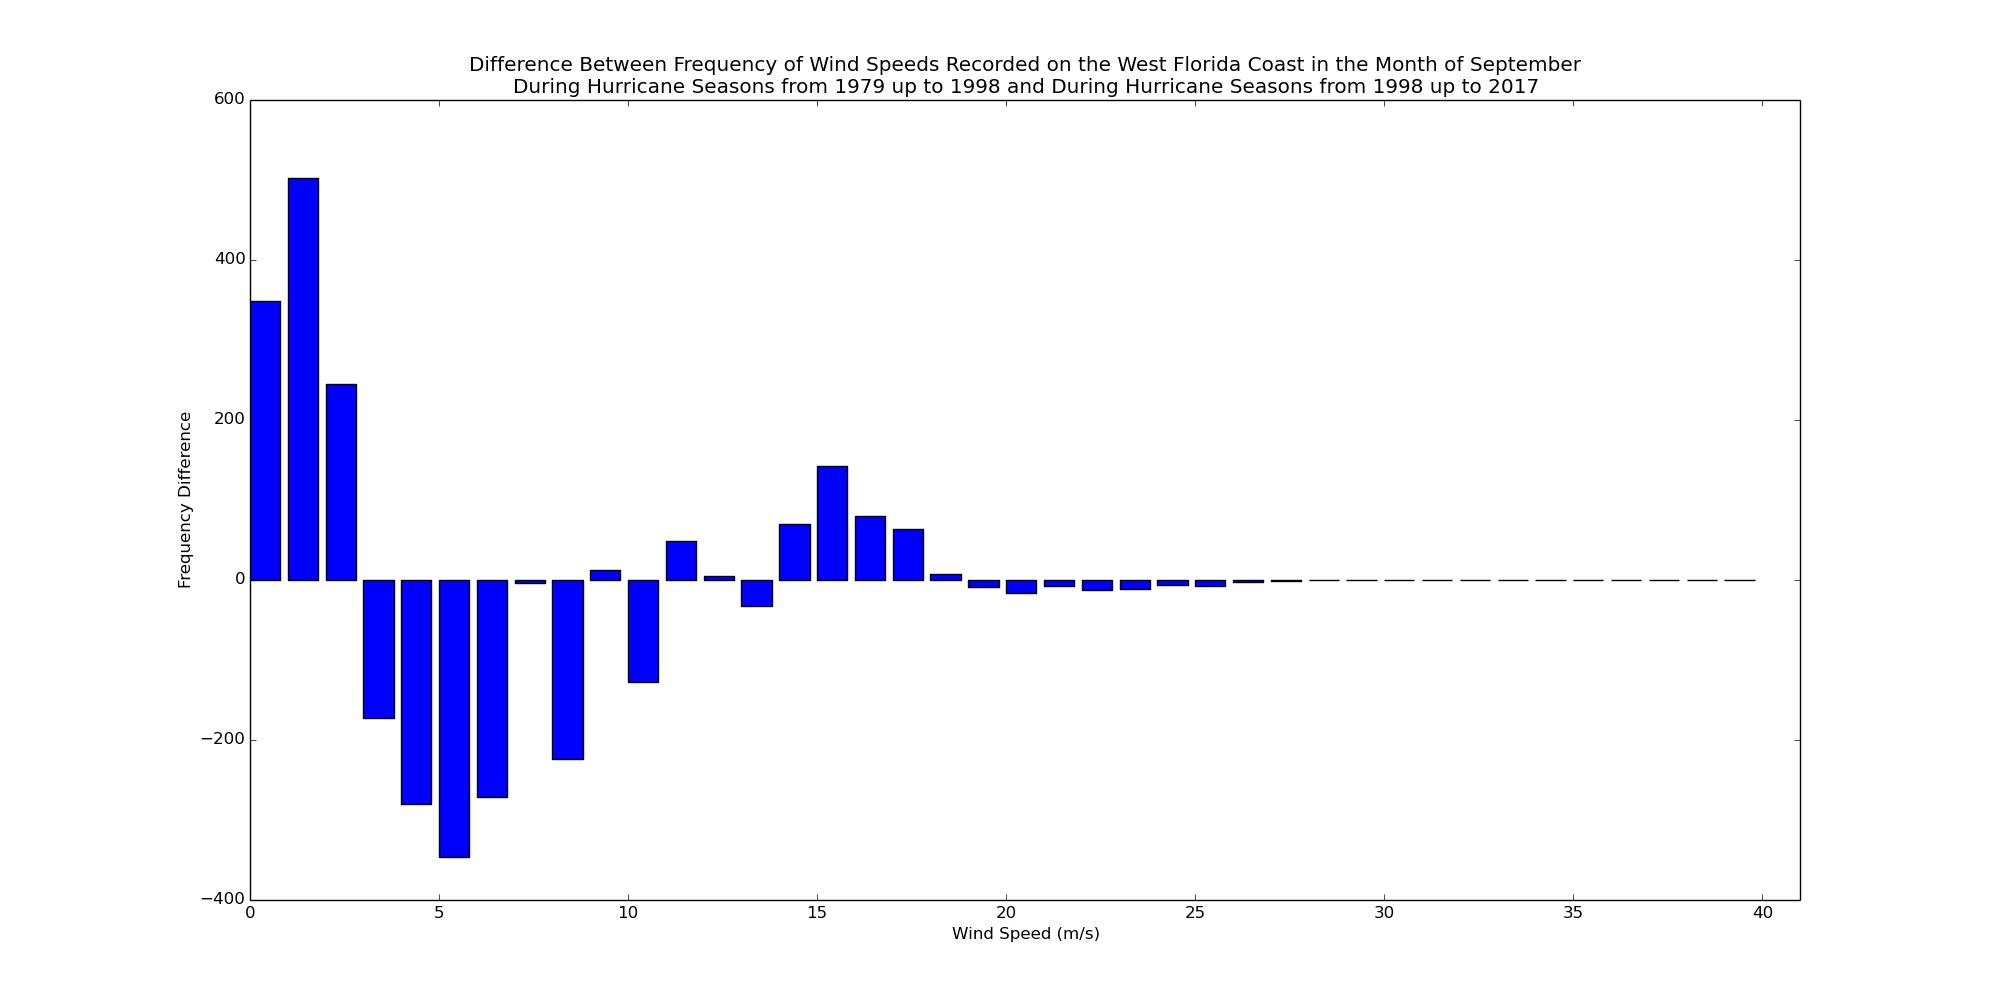 Difference Between Frequency of Wind Speeds Recorded on the West Florida Coast in the Month of September
During Hurricane Seasons from 1979 up to 1998 and During Hurricane Seasons from 1998 up to 2017
600
400
200
0
−200
−400
Frequency Difference
0 5 10 15 20 25 30 35 40
Wind Speed (m/s)